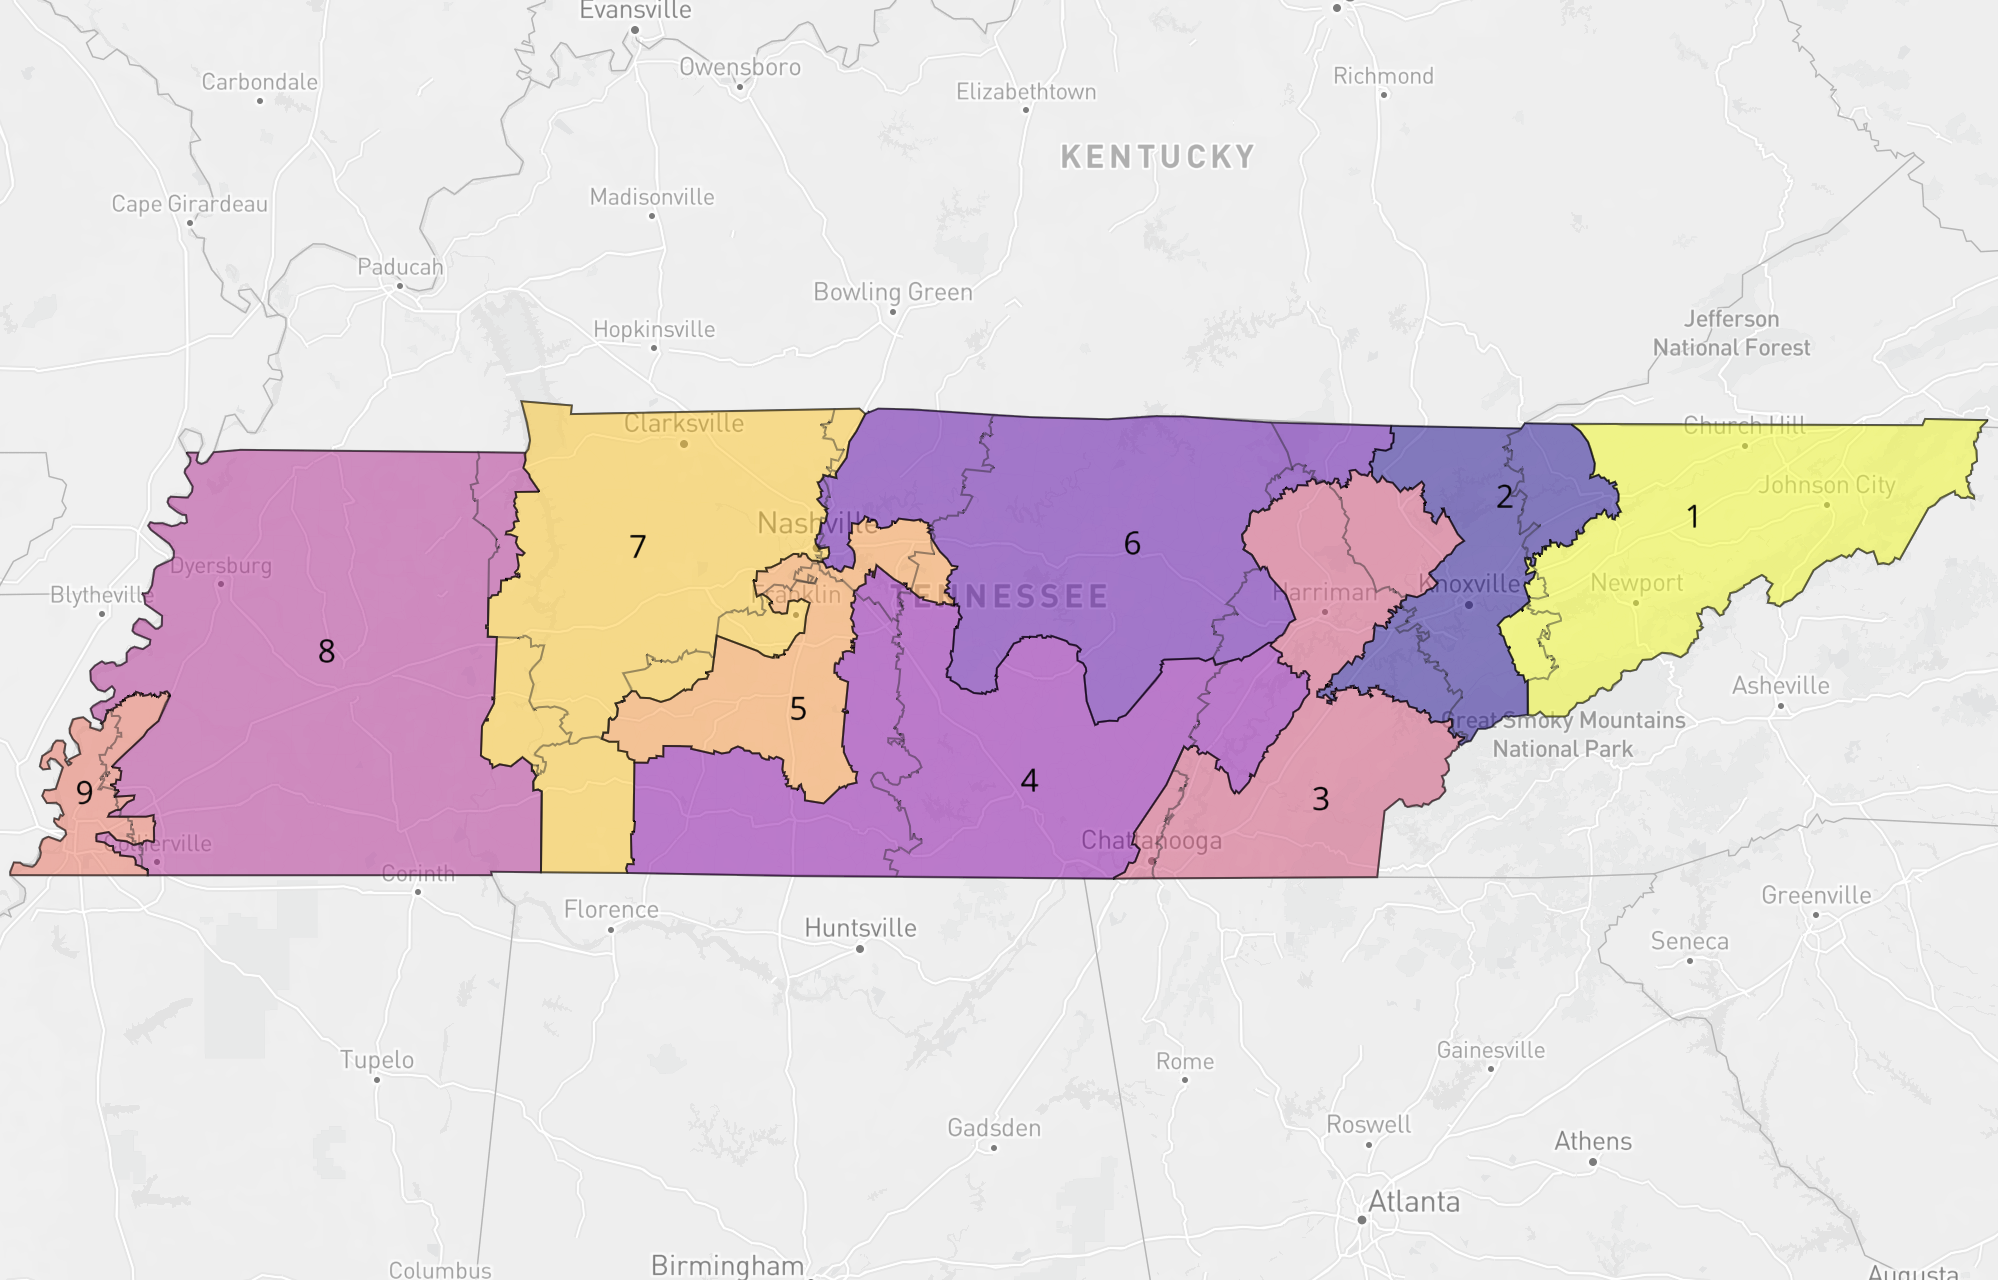 Evansville
Carbondale
Owensboro
Elizabethtown
Richmond
KENTUCKY
Cape Girardeau
Madisonville
Paducah
Bowling Green
Hopkinsville
Jefferson
National Forest
Clarksville
Church Hill
Johnson City
2
1
Nashville
7
6
Dyersburg
Blytheville
Franklin
TENNESSEE
Harriman
Knoxville
Newport
8
5
Asheville
Great Smoky Mountains
National Park
9
4
3
Collierville
Chattanooga
Corinth
Florence
Huntsville
Greenville
Seneca
Tupelo
Rome
Gainesville
Gadsden
Roswell
Athens
Atlanta
Columbus
Birmingham
Augusta